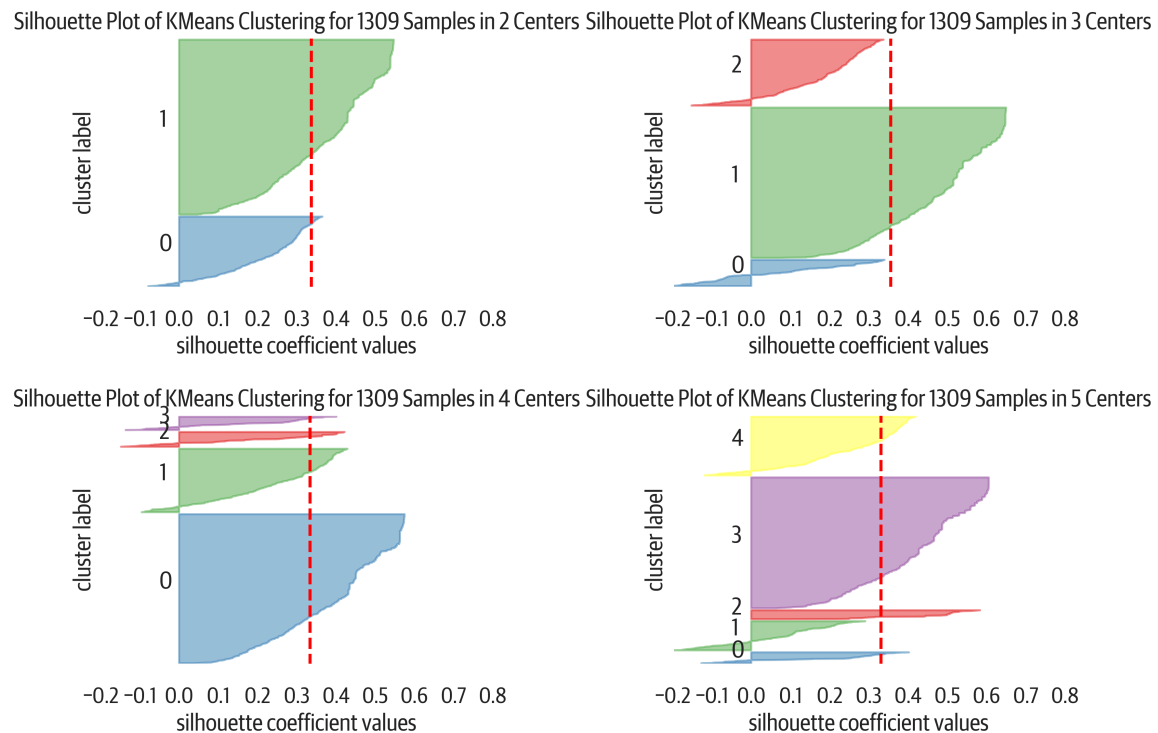 Silhouette Plot of KMeans Clustering for 1309 Samples in 2 Centers
1
0
cluster label
−0.2 −0.1 0.0 0.1 0.2 0.3 0.4 0.5 0.6 0.7 0.8
silhouette coefficient values
Silhouette Plot of KMeans Clustering for 1309 Samples in 3 Centers
2
1
0
cluster label
−0.2 −0.1 0.0 0.1 0.2 0.3 0.4 0.5 0.6 0.7 0.8
silhouette coefficient values
Silhouette Plot of KMeans Clustering for 1309 Samples in 4 Centers
3
2
1
0
cluster label
−0.2 −0.1 0.0 0.1 0.2 0.3 0.4 0.5 0.6 0.7 0.8
silhouette coefficient values
Silhouette Plot of KMeans Clustering for 1309 Samples in 5 Centers
4
3
2
1
0
cluster label
−0.2 −0.1 0.0 0.1 0.2 0.3 0.4 0.5 0.6 0.7 0.8
silhouette coefficient values